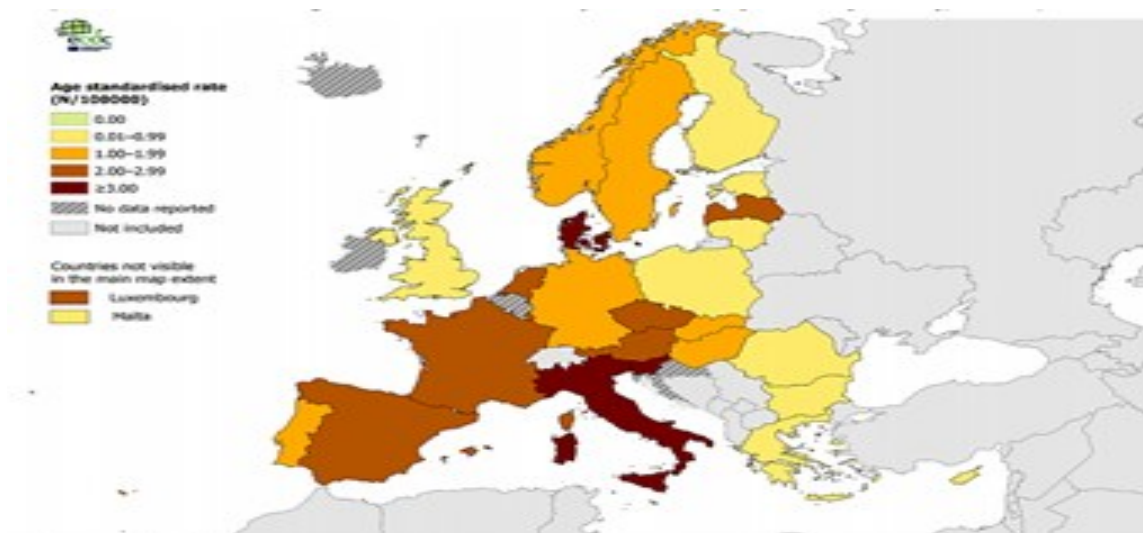 ecdc
Age standardised rate
(N/100000)
0.00
0.01-0.99
1.00-1.99
2.00-2.99
≥3.00
No data reported
Not included
Countries not visible
in the main map extent
Luxembourg
Malta